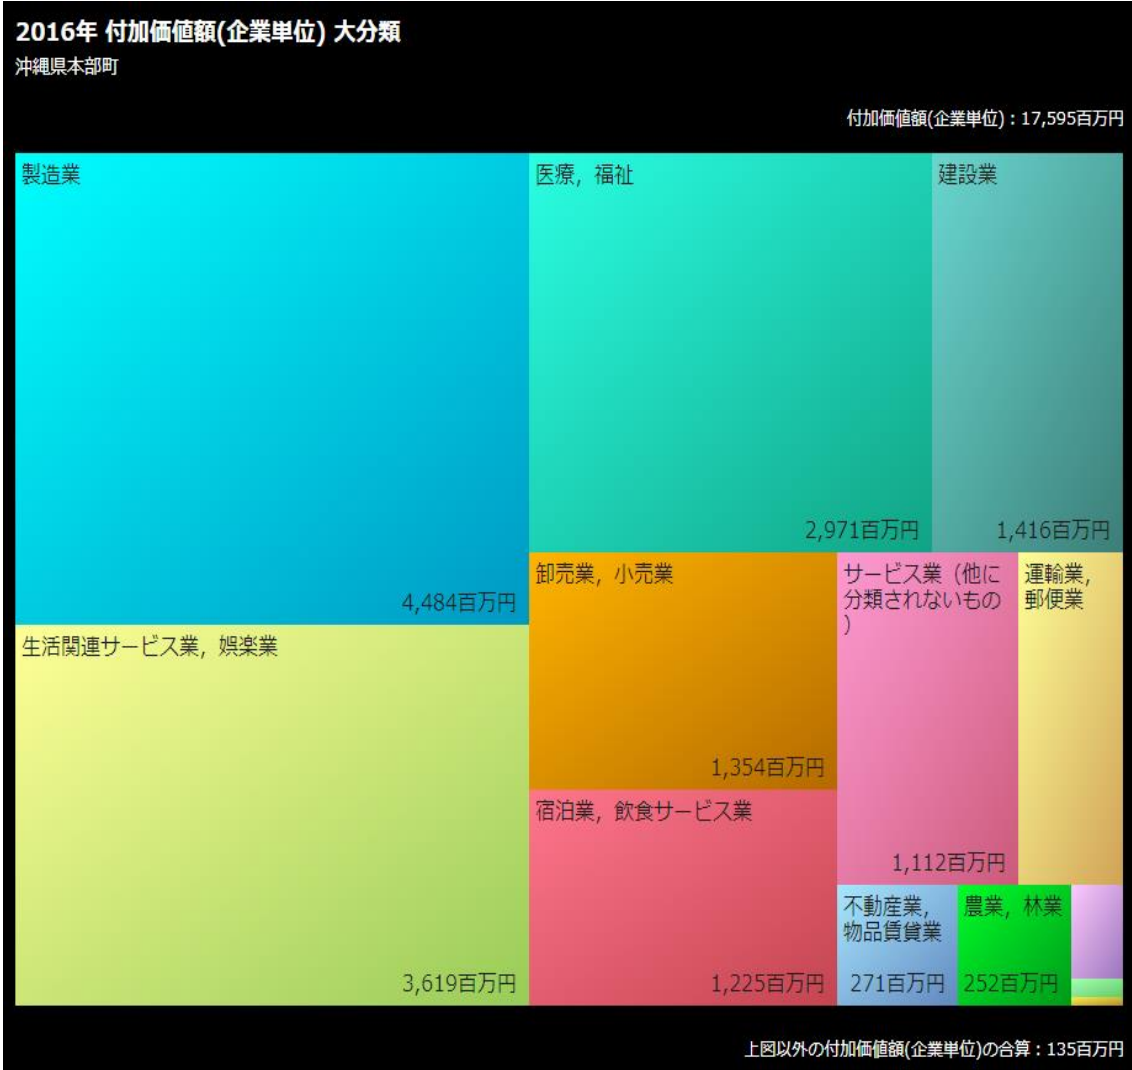 2016年 付加価値額(企業単位) 大分類
沖縄県本部町
付加価値額(企業単位) : 17,595百万円
製造業
4,484百万円
生活関連サービス業, 娯楽業
3,619百万円
医療, 福祉
2,971百万円
建設業
1,416百万円
卸売業, 小売業
1,354百万円
宿泊業, 飲食サービス業
1,225百万円
サービス業 (他に
分類されないもの
)
1,112百万円
運輸業,
郵便業
不動産業,
物品賃貸業
271百万円
農業, 林業
252百万円
上図以外の付加価値額(企業単位)の合算 : 135百万円